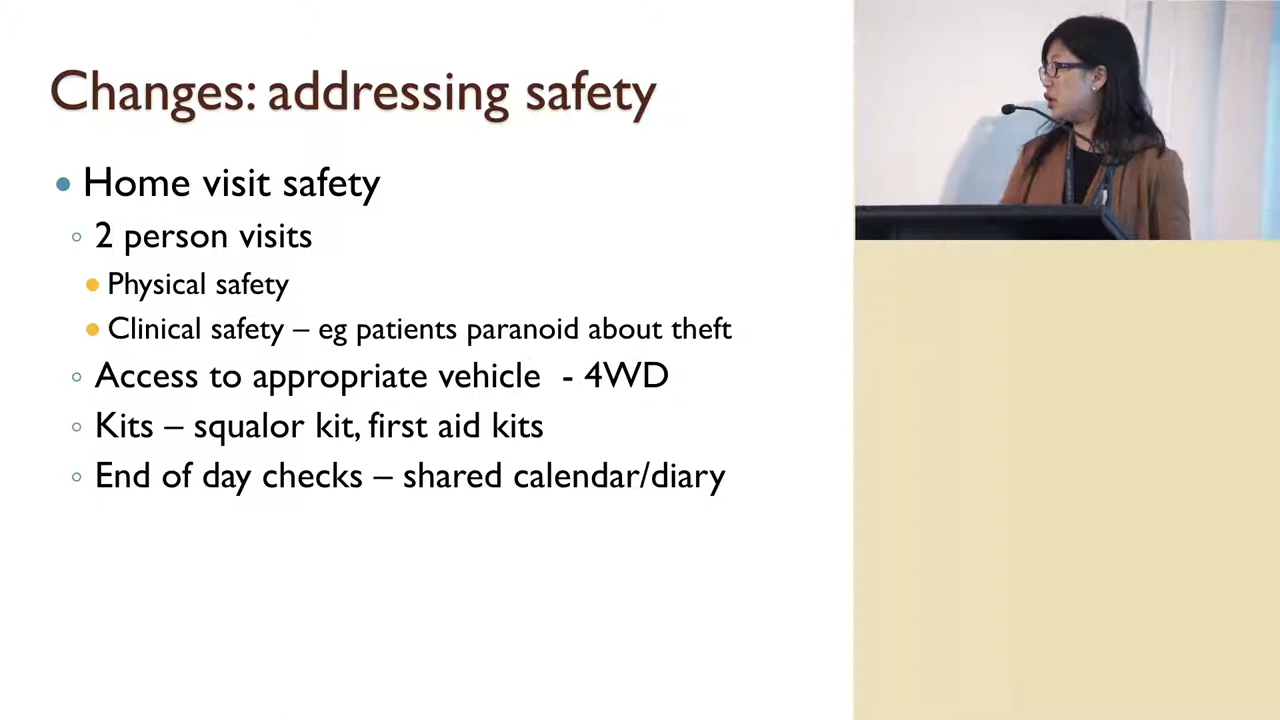 Changes: addressing safety
• Home visit safety
◦ 2 person visits
• Physical safety
• Clinical safety – eg patients paranoid about theft
◦ Access to appropriate vehicle - 4WD
◦ Kits – squalor kit, first aid kits
◦ End of day checks – shared calendar/diary